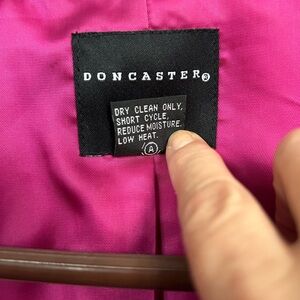 DONCASTER
DRY CLEAN ONLY,
SHORT CYCLE,
REDUCE MOISTURE,
LOW HEAT.
A